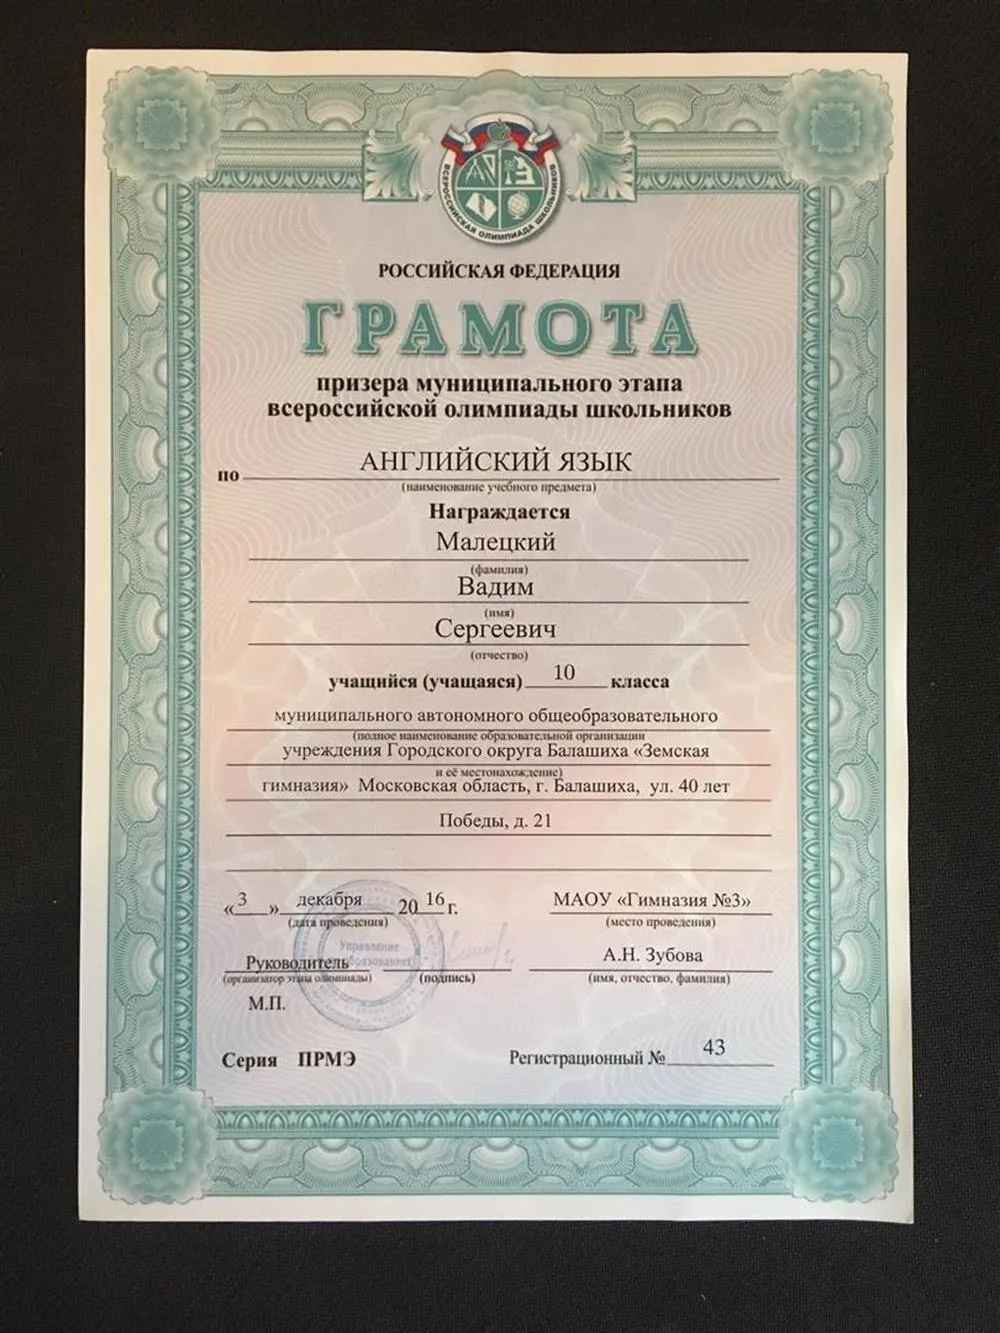 ВСЕРОССИЙСКАЯ ОЛИМПИАДА ШКОЛЬНИКОВ
РОССИЙСКАЯ ФЕДЕРАЦИЯ
ГРАМОТА
призера муниципального этапа
всероссийской олимпиады школьников
по АНГЛИЙСКИЙ ЯЗЫК
(наименование учебного предмета)
Награждается
Малецкий
(фамилия)
Вадим
(имя)
Сергеевич
(отчество)
учащийся (учащаяся) 10 класса
муниципального автономного общеобразовательного
(полное наименование образовательной организации
учреждения Городского округа Балашиха «Земская
и её местонахождение)
гимназия» Московская область, г. Балашиха, ул. 40 лет
Победы, д. 21
«3» декабря 2016 г. МАОУ «Гимназия №3»
(дата проведения) (место проведения)
Управление
образования
Руководитель А.Н. Зубова
(организатор этапа олимпиады) (подпись) (имя, отчество, фамилия)
М.П.
Серия ПРМЭ Регистрационный № 43